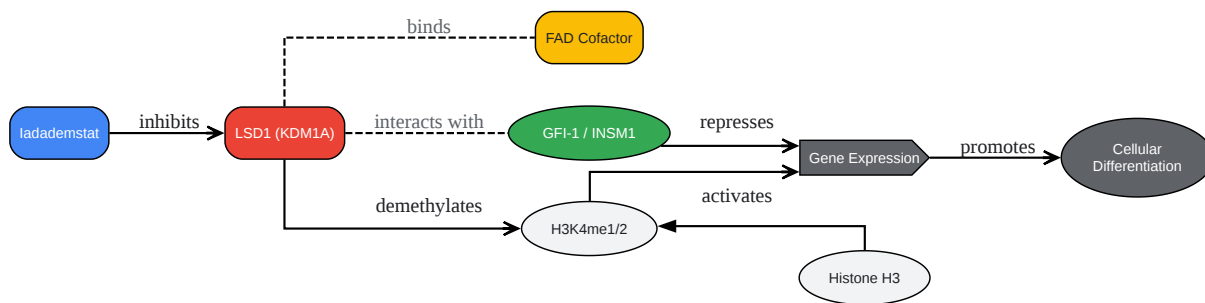 binds
FAD Cofactor
Iadademstat
inhibits
LSD1 (KDM1A)
interacts with
GFI-1 / INSM1
represses
Gene Expression
promotes
Cellular
Differentiation
demethylates
H3K4me1/2
activates
Histone H3